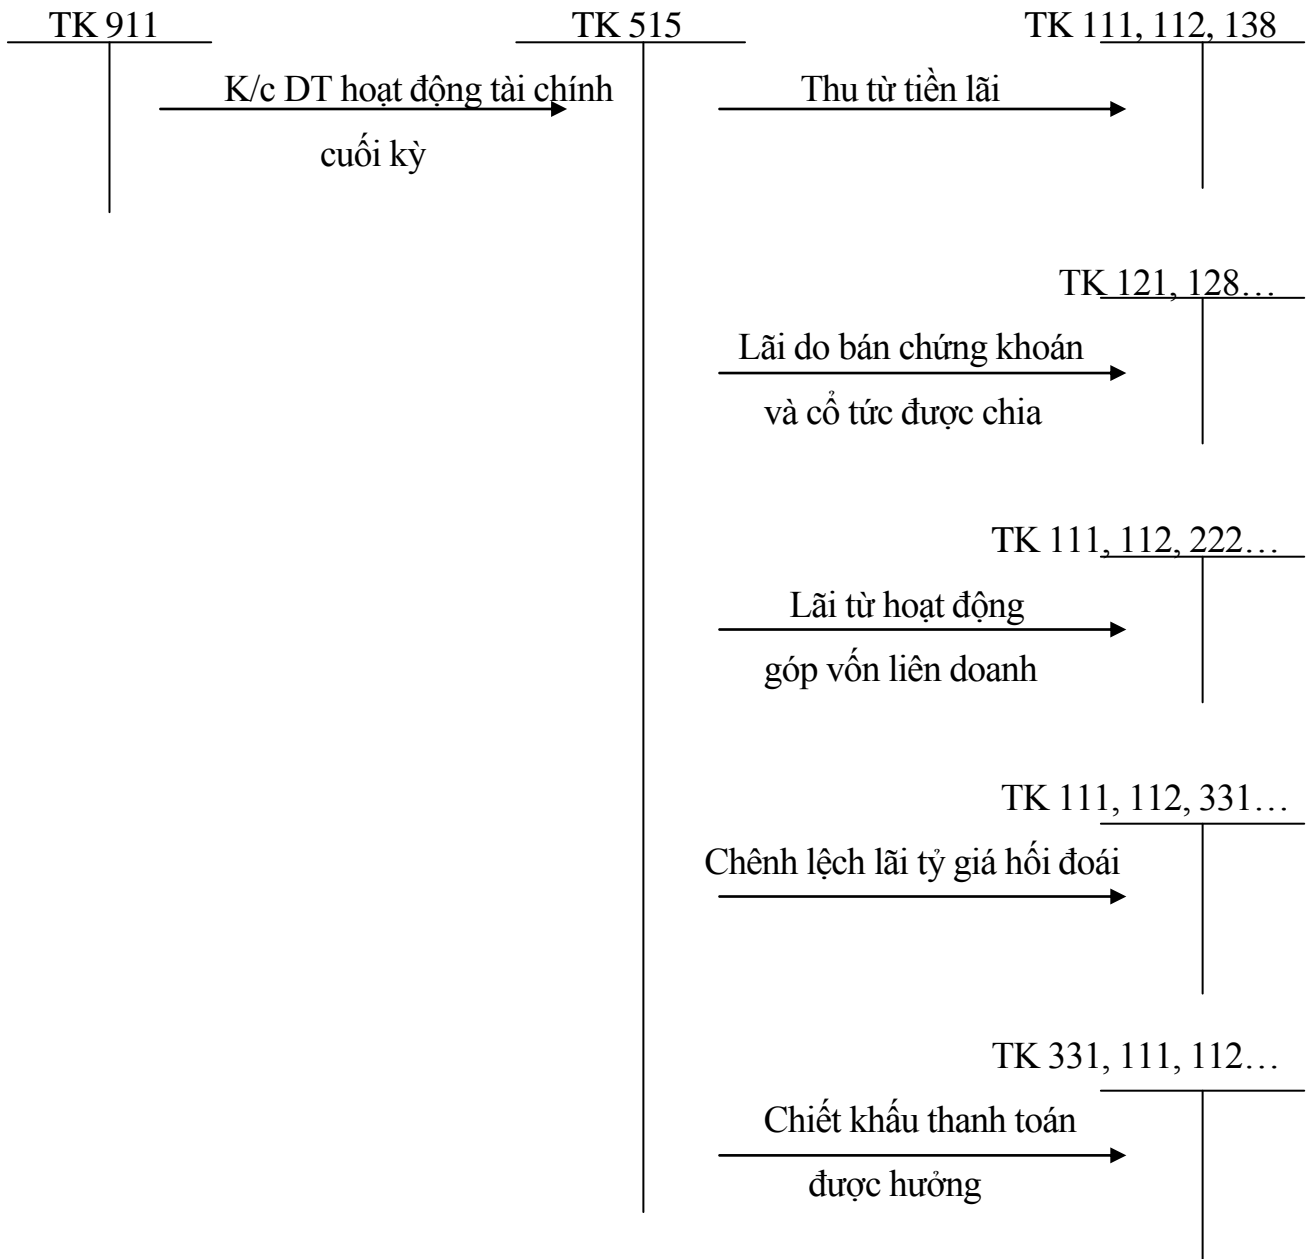 TK 911
TK 515
TK 111, 112, 138
K/c DT hoạt động tài chính
cuối kỳ
Thu từ tiền lãi
TK 121, 128…
Lãi do bán chứng khoán
và cổ tức được chia
TK 111, 112, 222…
Lãi từ hoạt động
góp vốn liên doanh
TK 111, 112, 331…
Chênh lệch lãi tỷ giá hối đoái
TK 331, 111, 112…
Chiết khấu thanh toán
được hưởng